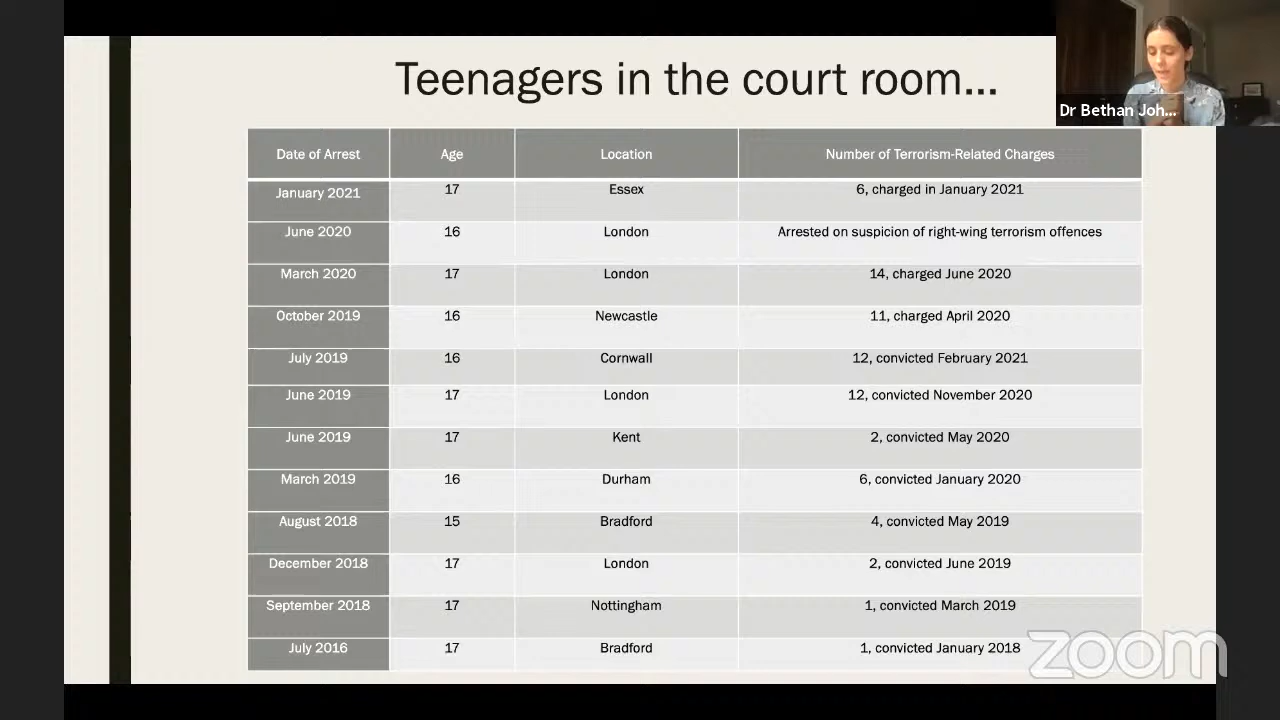 Teenagers in the court room...
Dr Bethan Joh...
Date of Arrest Age Location Number of Terrorism-Related Charges
January 2021 17 Essex 6, charged in January 2021
June 2020 16 London Arrested on suspicion of right-wing terrorism offences
March 2020 17 London 14, charged June 2020
October 2019 16 Newcastle 11, charged April 2020
July 2019 16 Cornwall 12, convicted February 2021
June 2019 17 London 12, convicted November 2020
June 2019 17 Kent 2, convicted May 2020
March 2019 16 Durham 6, convicted January 2020
August 2018 15 Bradford 4, convicted May 2019
December 2018 17 London 2, convicted June 2019
September 2018 17 Nottingham 1, convicted March 2019
July 2016 17 Bradford 1, convicted January 2018
zoom